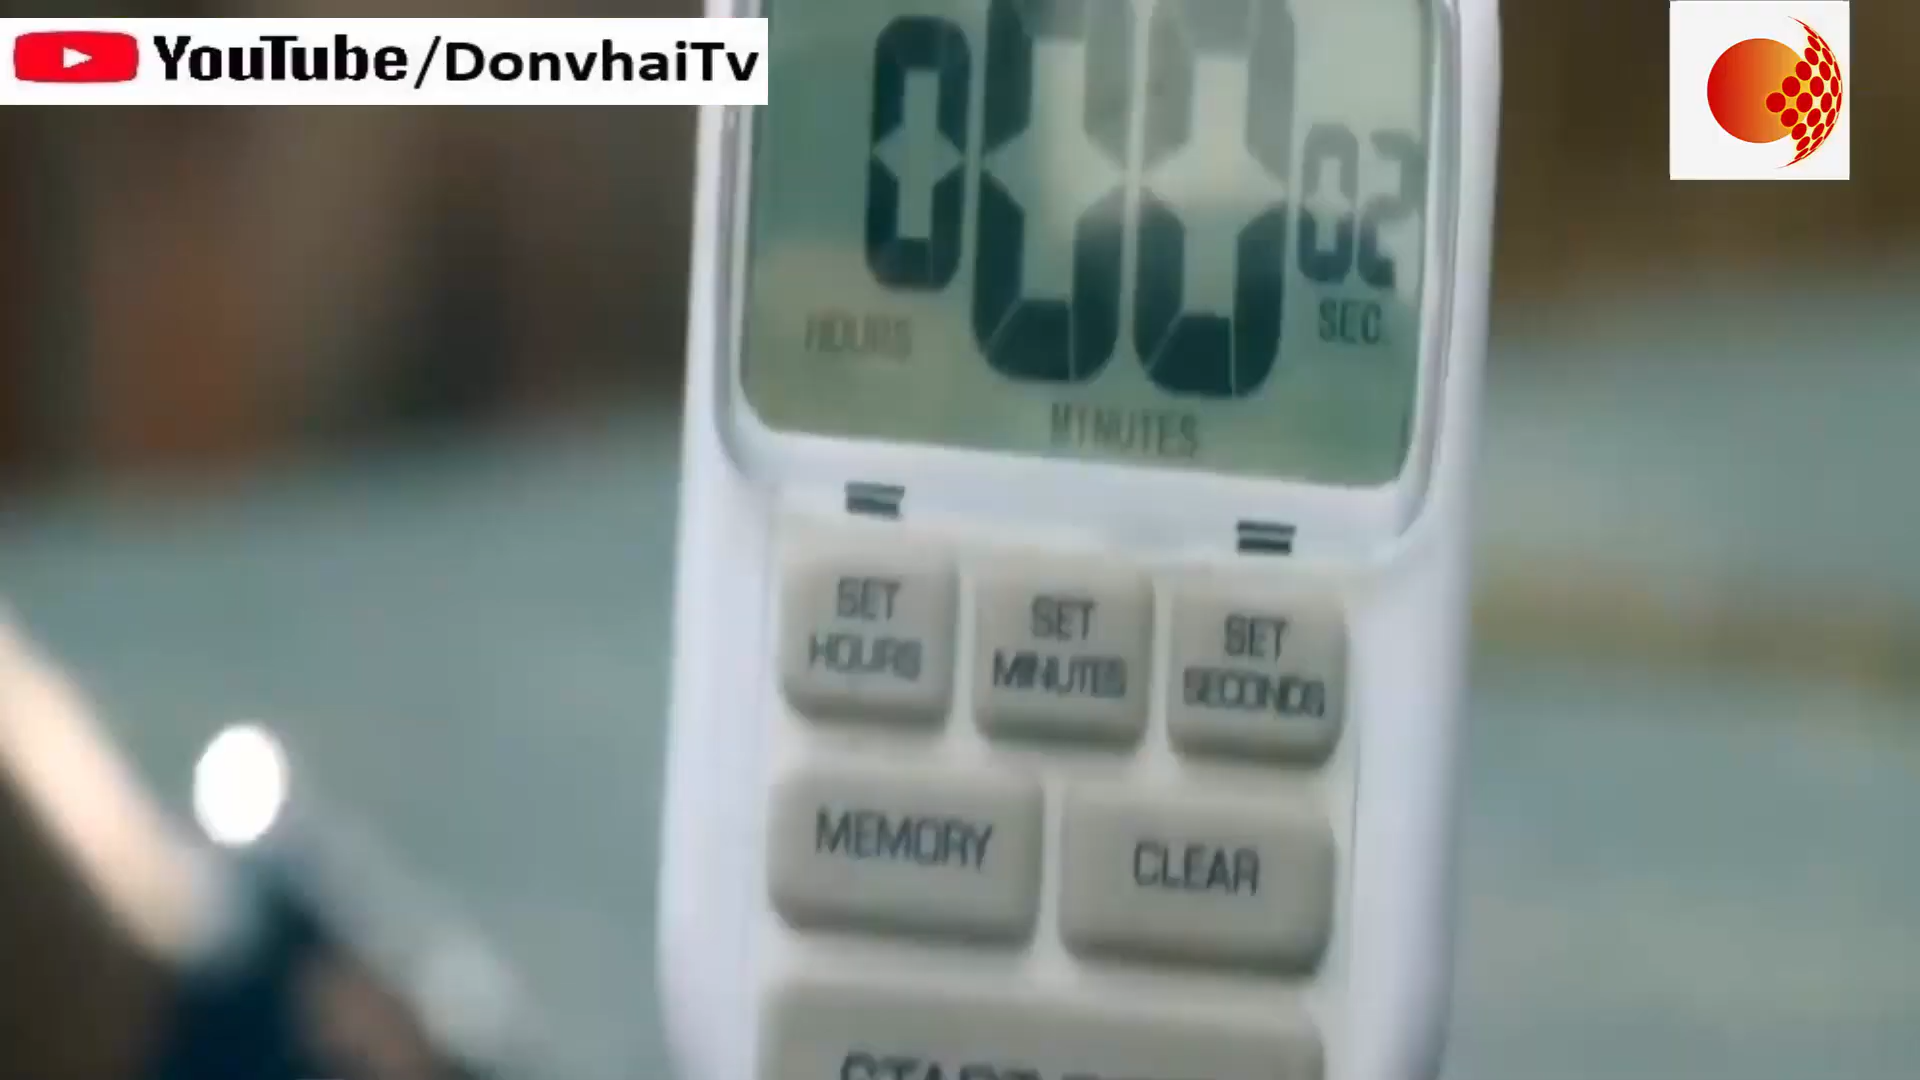 YouTube/DonvhaiTv
0 00 02
HOURS
SEC.
MINUTES
SET
HOURS
SET
MINUTES
SET
SECONDS
MEMORY
CLEAR